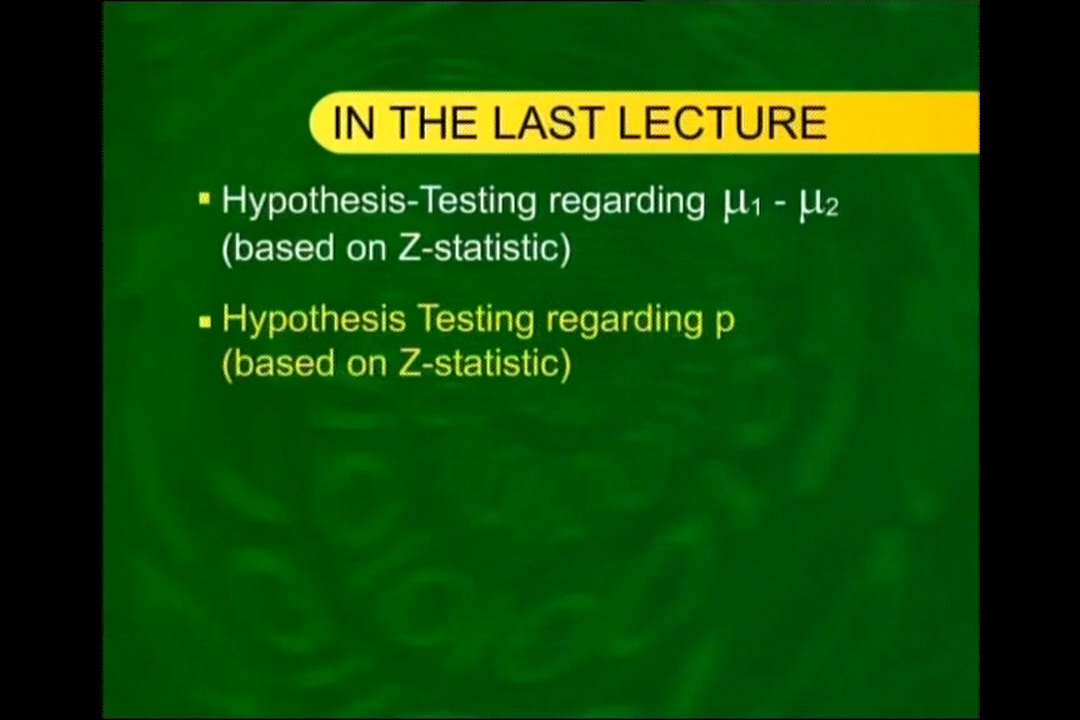 IN THE LAST LECTURE
▪ Hypothesis-Testing regarding μ₁ - μ₂
(based on Z-statistic)
▪ Hypothesis Testing regarding p
(based on Z-statistic)